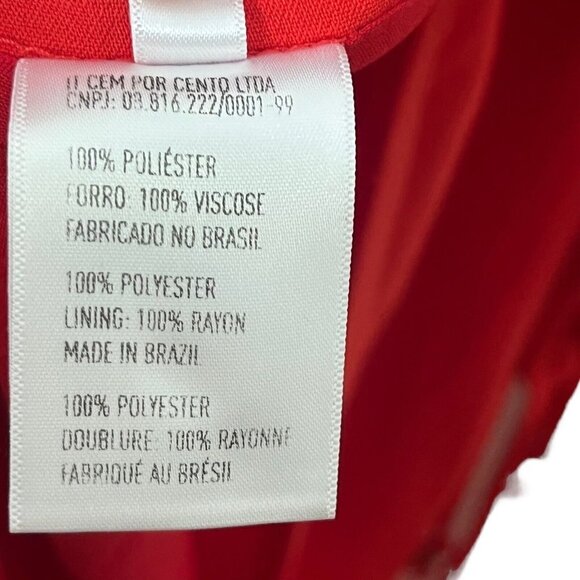 CEM POR CENTO LTDA
CNPJ: 08.816.222/0001-99
100% POLIÉSTER
FORRO: 100% VISCOSE
FABRICADO NO BRASIL
100% POLYESTER
LINING: 100% RAYON
MADE IN BRAZIL
100% POLYESTER
DOUBLURE: 100% RAYONNE
FABRIQUÉ AU BRÉSIL